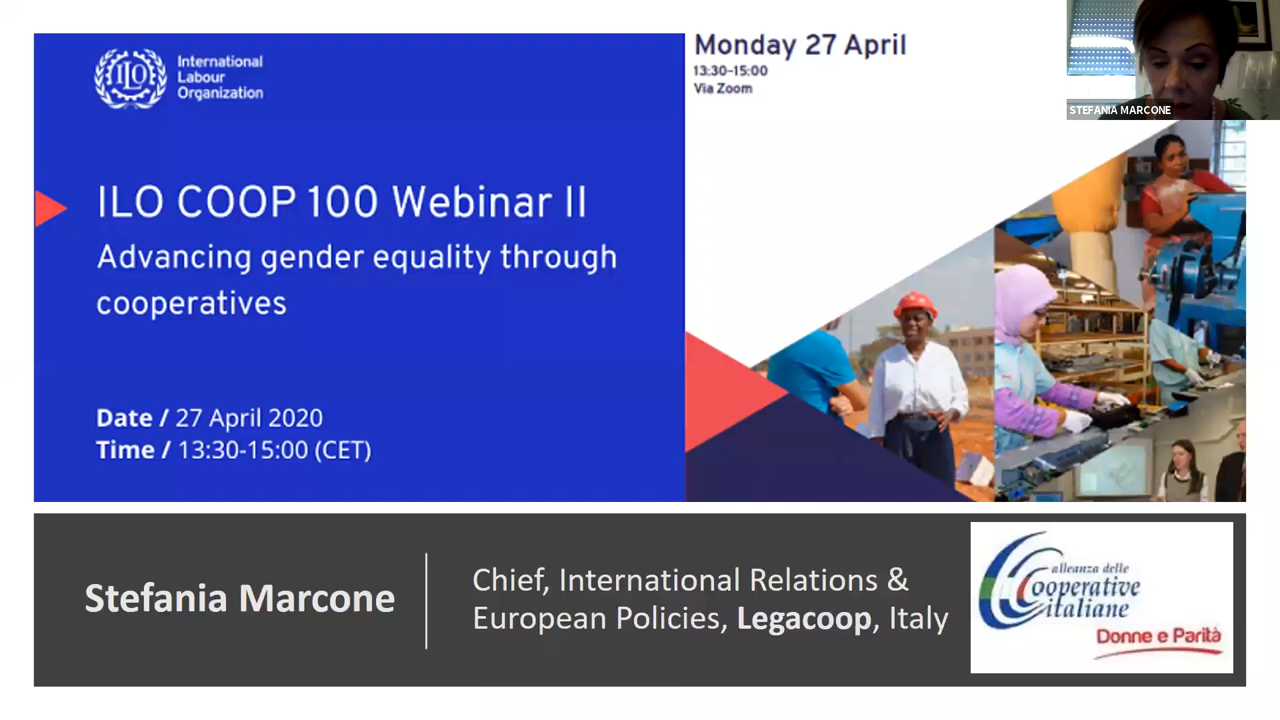 ILO
International
Labour
Organization
ILO COOP 100 Webinar II
Advancing gender equality through
cooperatives
Date / 27 April 2020
Time / 13:30-15:00 (CET)
Monday 27 April
13:30-15:00
Via Zoom
STEFANIA MARCONE
Stefania Marcone
Chief, International Relations &
European Policies, Legacoop, Italy
alleanza delle
Cooperative
italiane
Donne e Parità